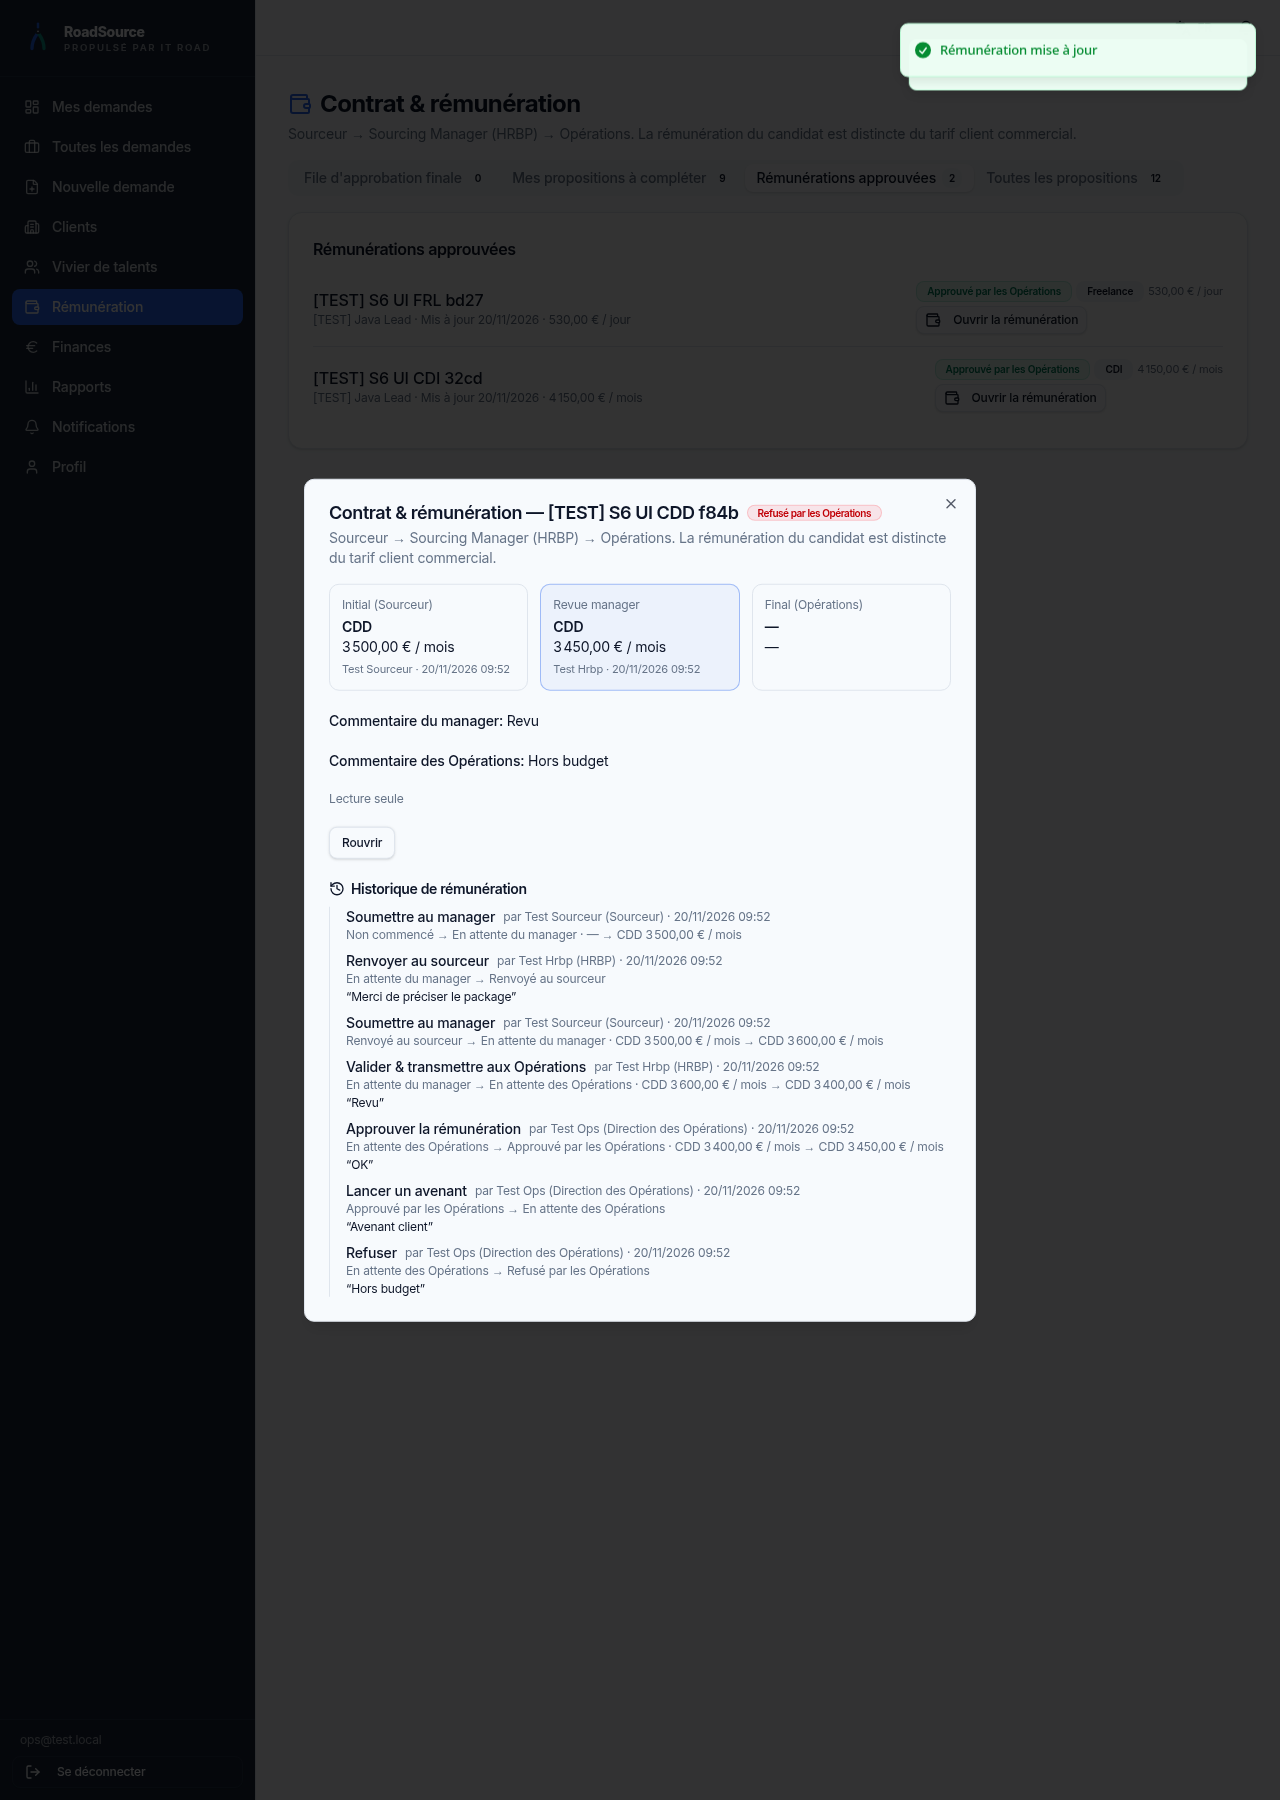 RoadSource
PROPULSÉ PAR IT ROAD
Mes demandes
Toutes les demandes
Nouvelle demande
Clients
Vivier de talents
Rémunération
Finances
Rapports
Notifications
Profil
ops@test.local
Se déconnecter
Rémunération mise à jour
Contrat & rémunération
Sourceur → Sourcing Manager (HRBP) → Opérations. La rémunération du candidat est distincte du tarif client commercial.
File d'approbation finale 0 Mes propositions à compléter 9 Rémunérations approuvées 2 Toutes les propositions 12
Rémunérations approuvées
[TEST] S6 UI FRL bd27
[TEST] Java Lead · Mis à jour 20/11/2026 · 530,00 € / jour
Approuvé par les Opérations Freelance 530,00 € / jour
Ouvrir la rémunération
[TEST] S6 UI CDI 32cd
[TEST] Java Lead · Mis à jour 20/11/2026 · 4 150,00 € / mois
Approuvé par les Opérations CDI 4 150,00 € / mois
Ouvrir la rémunération
Contrat & rémunération — [TEST] S6 UI CDD f84b Refusé par les Opérations
Sourceur → Sourcing Manager (HRBP) → Opérations. La rémunération du candidat est distincte
du tarif client commercial.
Initial (Sourceur)
CDD
3 500,00 € / mois
Test Sourceur · 20/11/2026 09:52
Revue manager
CDD
3 450,00 € / mois
Test Hrbp · 20/11/2026 09:52
Final (Opérations)
—
—
Commentaire du manager: Revu
Commentaire des Opérations: Hors budget
Lecture seule
Rouvrir
Historique de rémunération
Soumettre au manager par Test Sourceur (Sourceur) · 20/11/2026 09:52
Non commencé → En attente du manager · — → CDD 3 500,00 € / mois
Renvoyer au sourceur par Test Hrbp (HRBP) · 20/11/2026 09:52
En attente du manager → Renvoyé au sourceur
“Merci de préciser le package”
Soumettre au manager par Test Sourceur (Sourceur) · 20/11/2026 09:52
Renvoyé au sourceur → En attente du manager · CDD 3 500,00 € / mois → CDD 3 600,00 € / mois
Valider & transmettre aux Opérations par Test Hrbp (HRBP) · 20/11/2026 09:52
En attente du manager → En attente des Opérations · CDD 3 600,00 € / mois → CDD 3 400,00 € / mois
“Revu”
Approuver la rémunération par Test Ops (Direction des Opérations) · 20/11/2026 09:52
En attente des Opérations → Approuvé par les Opérations · CDD 3 400,00 € / mois → CDD 3 450,00 € / mois
“OK”
Lancer un avenant par Test Ops (Direction des Opérations) · 20/11/2026 09:52
Approuvé par les Opérations → En attente des Opérations
“Avenant client”
Refuser par Test Ops (Direction des Opérations) · 20/11/2026 09:52
En attente des Opérations → Refusé par les Opérations
“Hors budget”